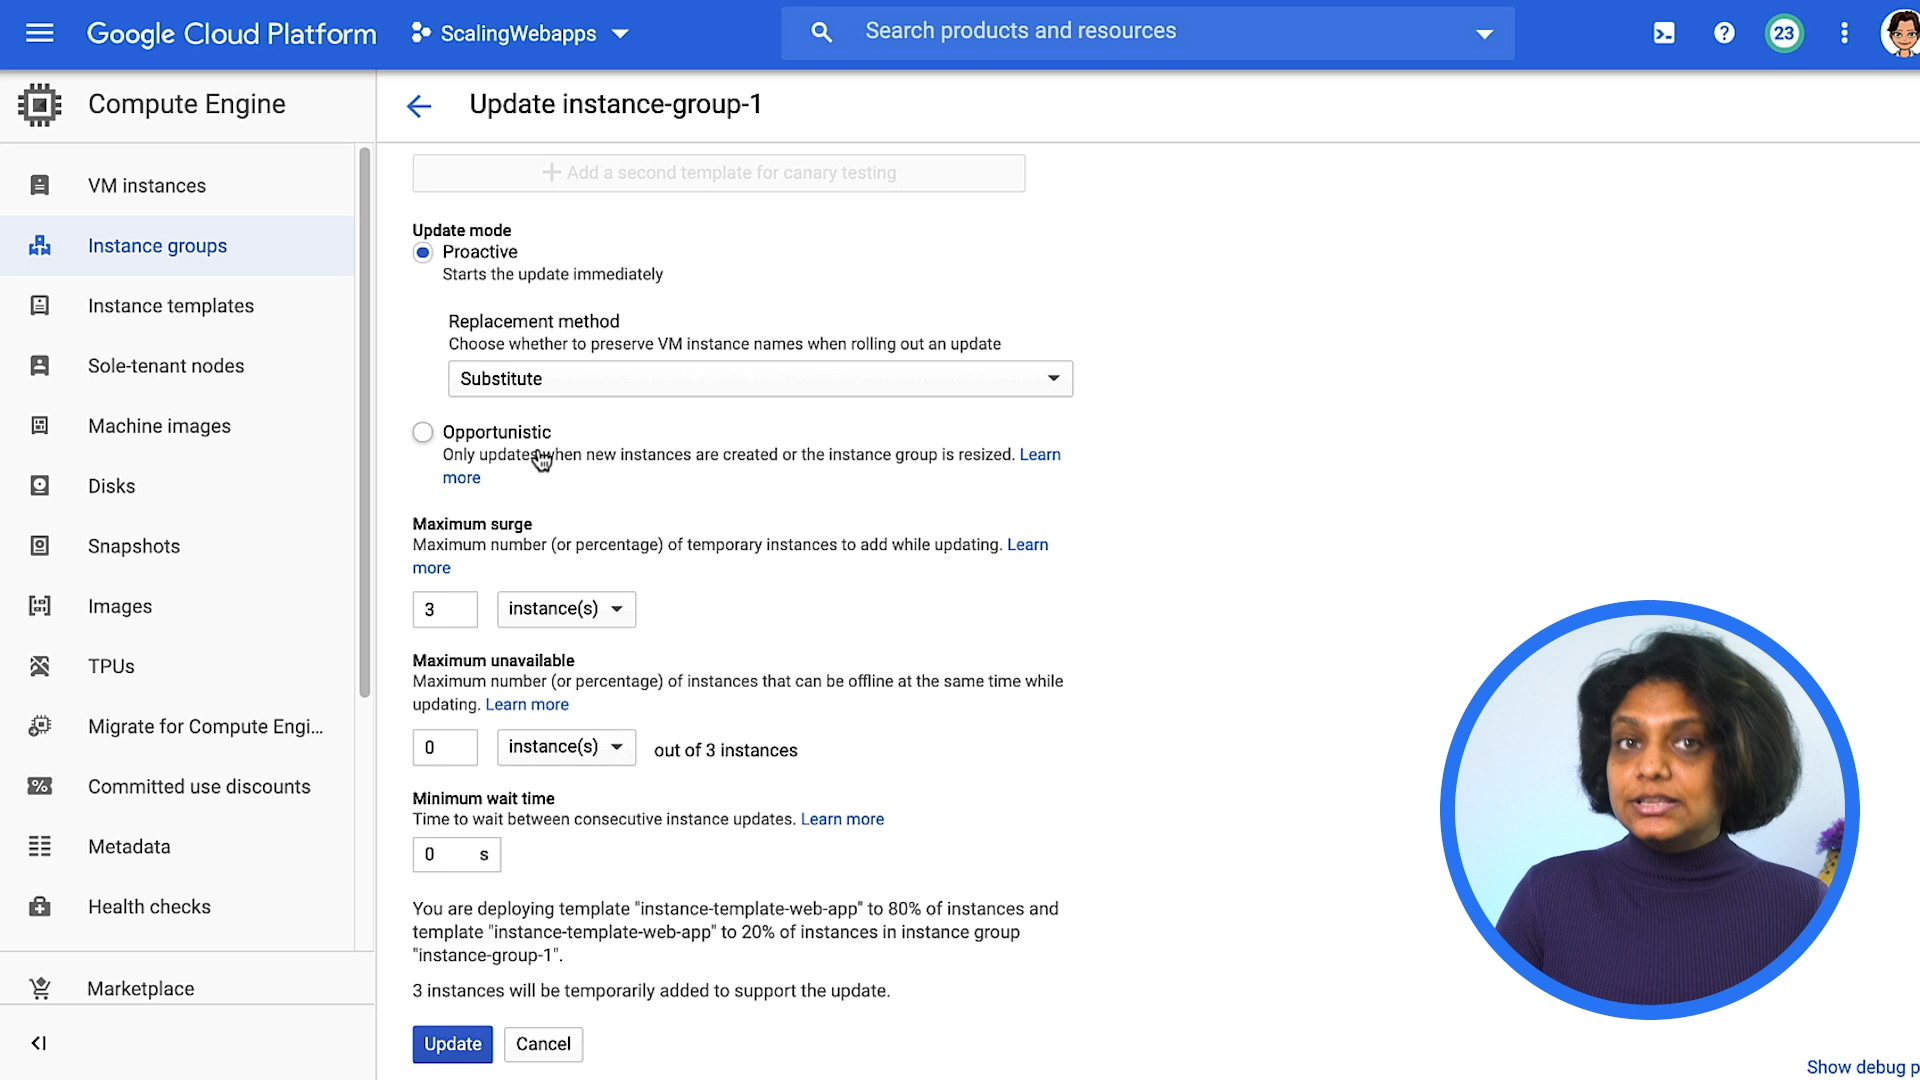 Google Cloud Platform
ScalingWebapps
Search products and resources
23
Compute Engine
Update instance-group-1
VM instances
Instance groups
Instance templates
Sole-tenant nodes
Machine images
Disks
Snapshots
Images
TPUs
Migrate for Compute Engi...
Committed use discounts
Metadata
Health checks
Marketplace
Add a second template for canary testing
Update mode
Proactive
Starts the update immediately
Replacement method
Choose whether to preserve VM instance names when rolling out an update
Substitute
Opportunistic
Only updates when new instances are created or the instance group is resized. Learn
more
Maximum surge
Maximum number (or percentage) of temporary instances to add while updating. Learn
more
3 instance(s)
Maximum unavailable
Maximum number (or percentage) of instances that can be offline at the same time while
updating. Learn more
0 instance(s) out of 3 instances
Minimum wait time
Time to wait between consecutive instance updates. Learn more
0 s
You are deploying template "instance-template-web-app" to 80% of instances and
template "instance-template-web-app" to 20% of instances in instance group
"instance-group-1".
3 instances will be temporarily added to support the update.
Update Cancel
Show debug p